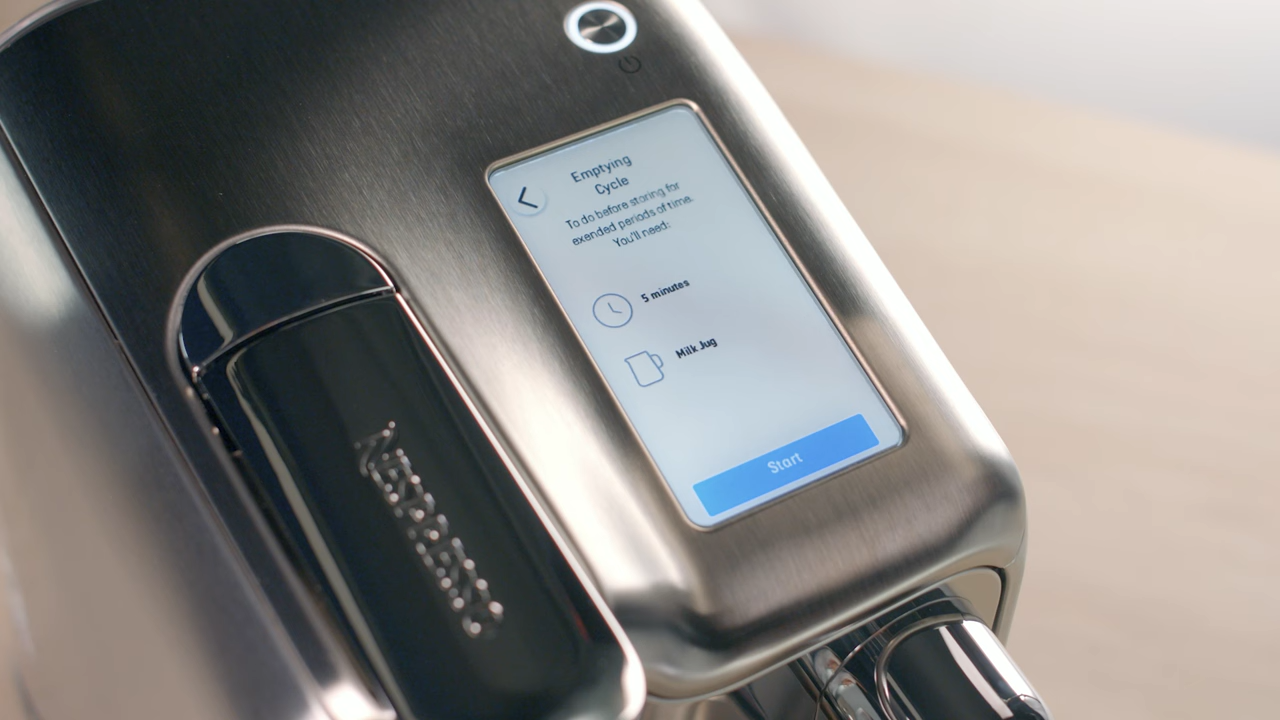 Emptying
Cycle
To do before storing for
exended periods of time.
You'll need:
5 minutes
Milk Jug
Start
NESPRESSO